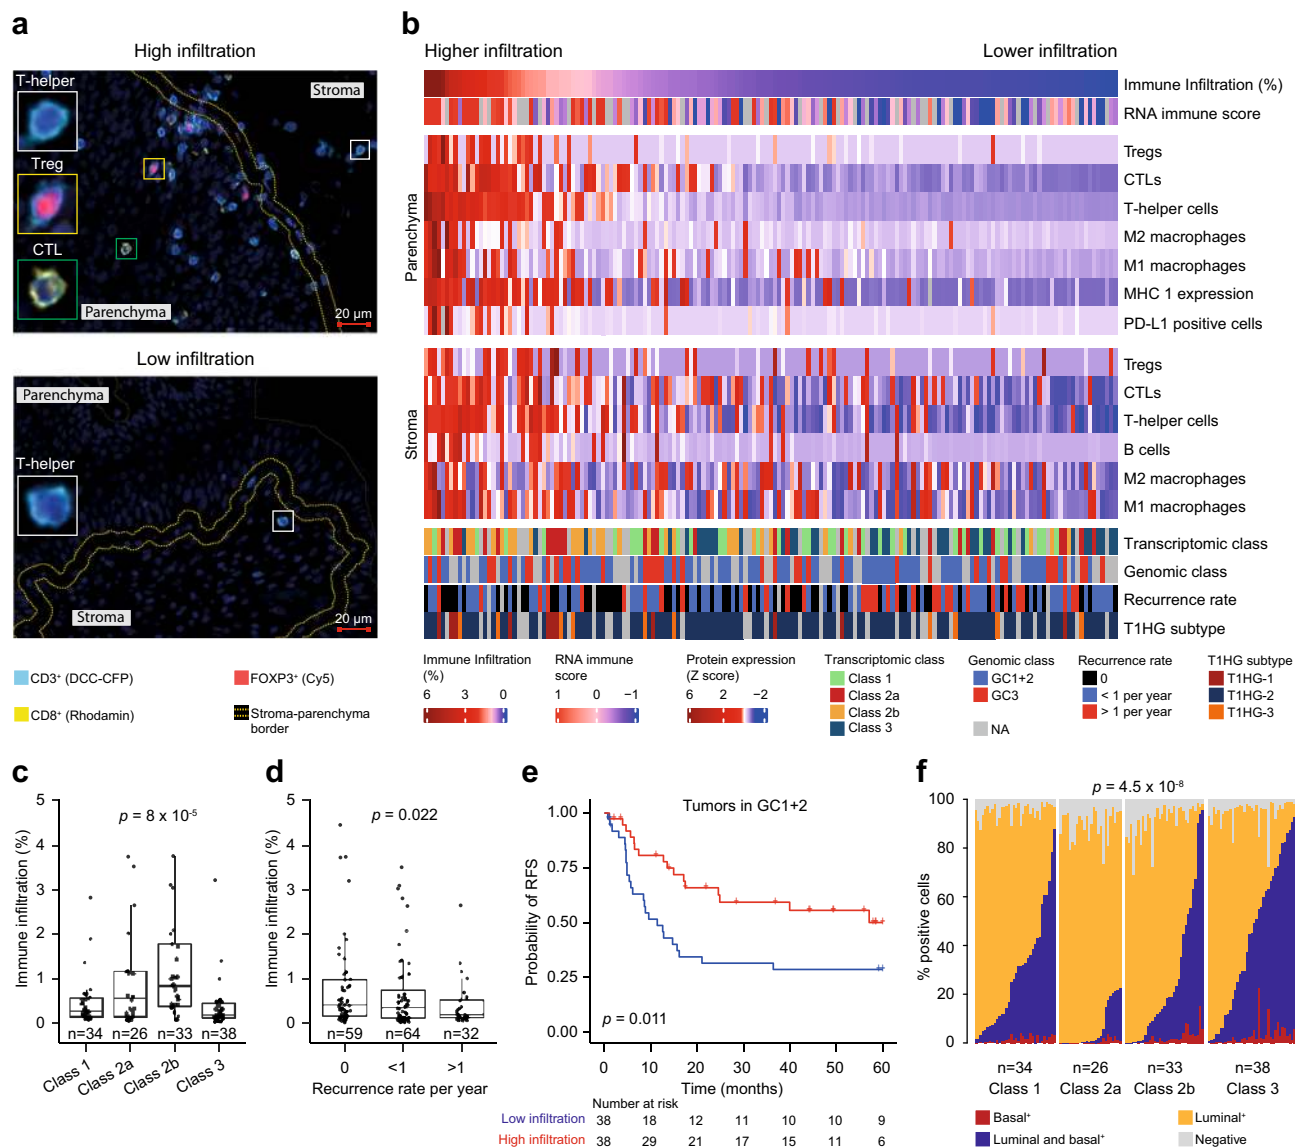 a
High infiltration
T-helper
Treg
CTL
Stroma
Parenchyma
20 µm
Low infiltration
Parenchyma
T-helper
Stroma
20 µm
CD3⁺ (DCC-CFP)
FOXP3⁺ (Cy5)
CD8⁺ (Rhodamin)
Stroma-parenchyma
border
b
Higher infiltration
Lower infiltration
Immune Infiltration (%)
RNA immune score
Parenchyma
Tregs
CTLs
T-helper cells
M2 macrophages
M1 macrophages
MHC 1 expression
PD-L1 positive cells
Stroma
Tregs
CTLs
T-helper cells
B cells
M2 macrophages
M1 macrophages
Transcriptomic class
Genomic class
Recurrence rate
T1HG subtype
Immune Infiltration
(%)
6 3 0
RNA immune
score
1 0 −1
Protein expression
(Z score)
6 2 −2
Transcriptomic class
Class 1
Class 2a
Class 2b
Class 3
Genomic class
GC1+2
GC3
NA
Recurrence rate
0
< 1 per year
> 1 per year
T1HG subtype
T1HG-1
T1HG-2
T1HG-3
c
Immune infiltration (%)
5
4
3
2
1
0
p = 8 x 10⁻⁵
n=34 n=26 n=33 n=38
Class 1 Class 2a Class 2b Class 3
d
Immune infiltration (%)
5
4
3
2
1
0
p = 0.022
n=59 n=64 n=32
0 <1 >1
Recurrence rate per year
e
Tumors in GC1+2
Probability of RFS
1.00
0.75
0.50
0.25
0.00
p = 0.011
0 10 20 30 40 50 60
Time (months)
Number at risk
Low infiltration 38 18 12 11 10 10 9
High infiltration 38 29 21 17 15 11 6
f
p = 4.5 x 10⁻⁸
% positive cells
100
80
60
40
20
0
n=34 n=26 n=33 n=38
Class 1 Class 2a Class 2b Class 3
Basal⁺
Luminal⁺
Luminal and basal⁺
Negative